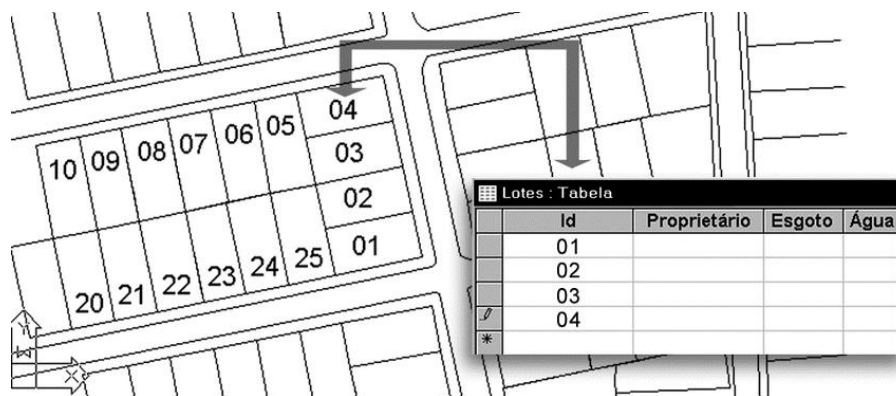 04
10 09 08 07 06 05
03
02
20 21 22 23 24 25 01
Lotes : Tabela
Id Proprietário Esgoto Água
01
02
03
04
*
Y
W
X